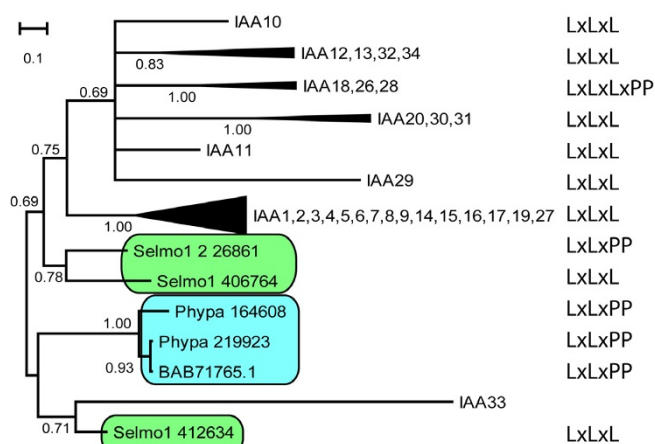 IAA10 LxLxL
0.1
0.83 IAA12,13,32,34 LxLxL
0.69 1.00 IAA18,26,28 LxLxLxPP
1.00 IAA20,30,31 LxLxL
0.75 IAA11 LxLxL
IAA29 LxLxL
0.69 1.00 IAA1,2,3,4,5,6,7,8,9,14,15,16,17,19,27 LxLxL
Selmo1 2 26861 LxLxPP
0.78 Selmo1 406764 LxLxL
1.00 Phypa 164608 LxLxPP
Phypa 219923 LxLxPP
0.93 BAB71765.1 LxLxPP
IAA33
0.71 Selmo1 412634 LxLxL